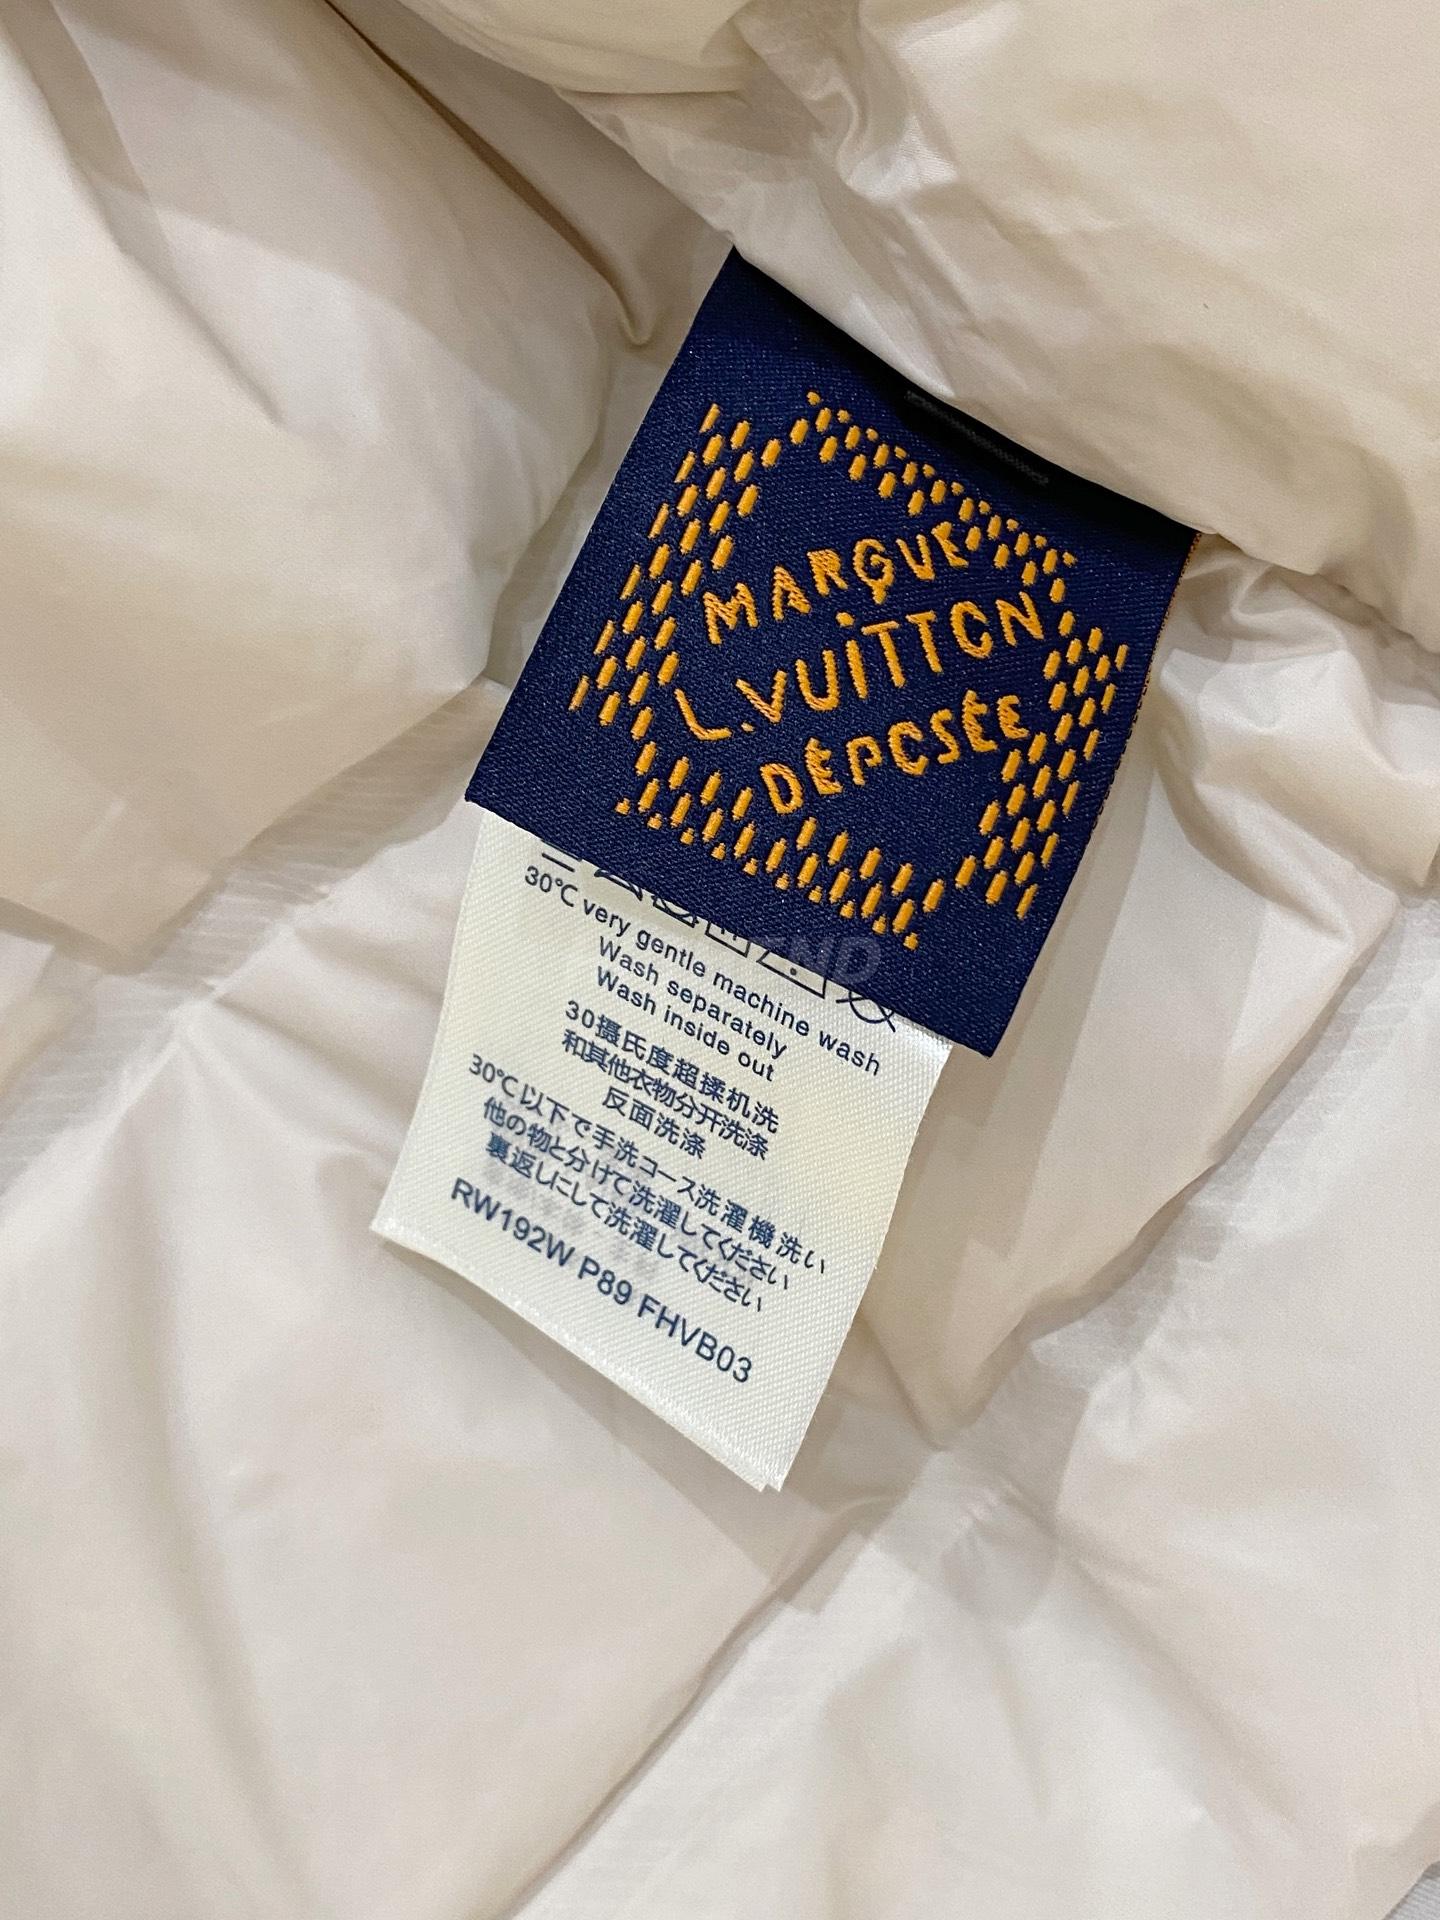 MARQUE
L.VUiTTON
DÉPOSÉE
30°C very gentle machine wash
Wash separately
Wash inside out
30摄氏度超揉机洗
和其他衣物分开洗涤
反面洗涤
30℃以下で手洗コース洗濯機洗い
他の物と分けて洗濯してください
裏返しにして洗濯してください
RW192W P89 FHVB03